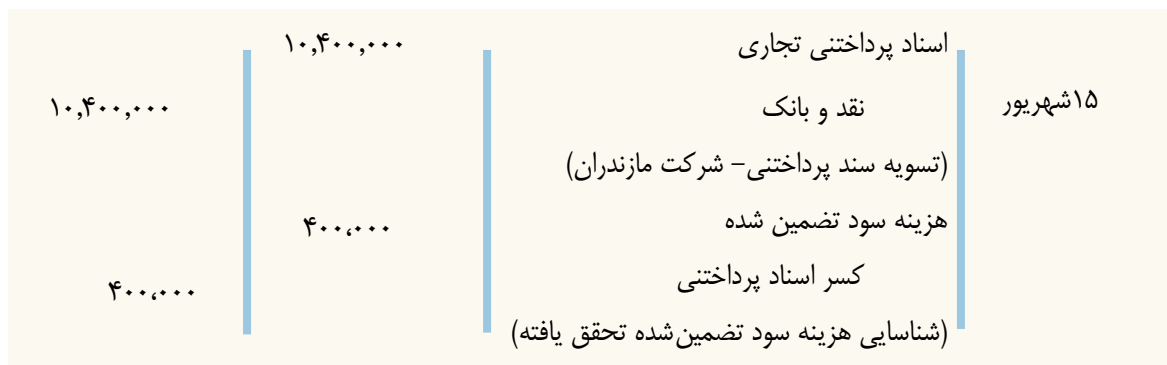 اسناد پرداختنی تجاری ۱۰,۴۰۰,۰۰۰
۱۵شهریور نقد و بانک ۱۰,۴۰۰,۰۰۰
(تسویه سند پرداختنی– شرکت مازندران)
هزینه سود تضمین شده ۴۰۰،۰۰۰
کسر اسناد پرداختنی ۴۰۰،۰۰۰
(شناسایی هزینه سود تضمین‌شده تحقق یافته)